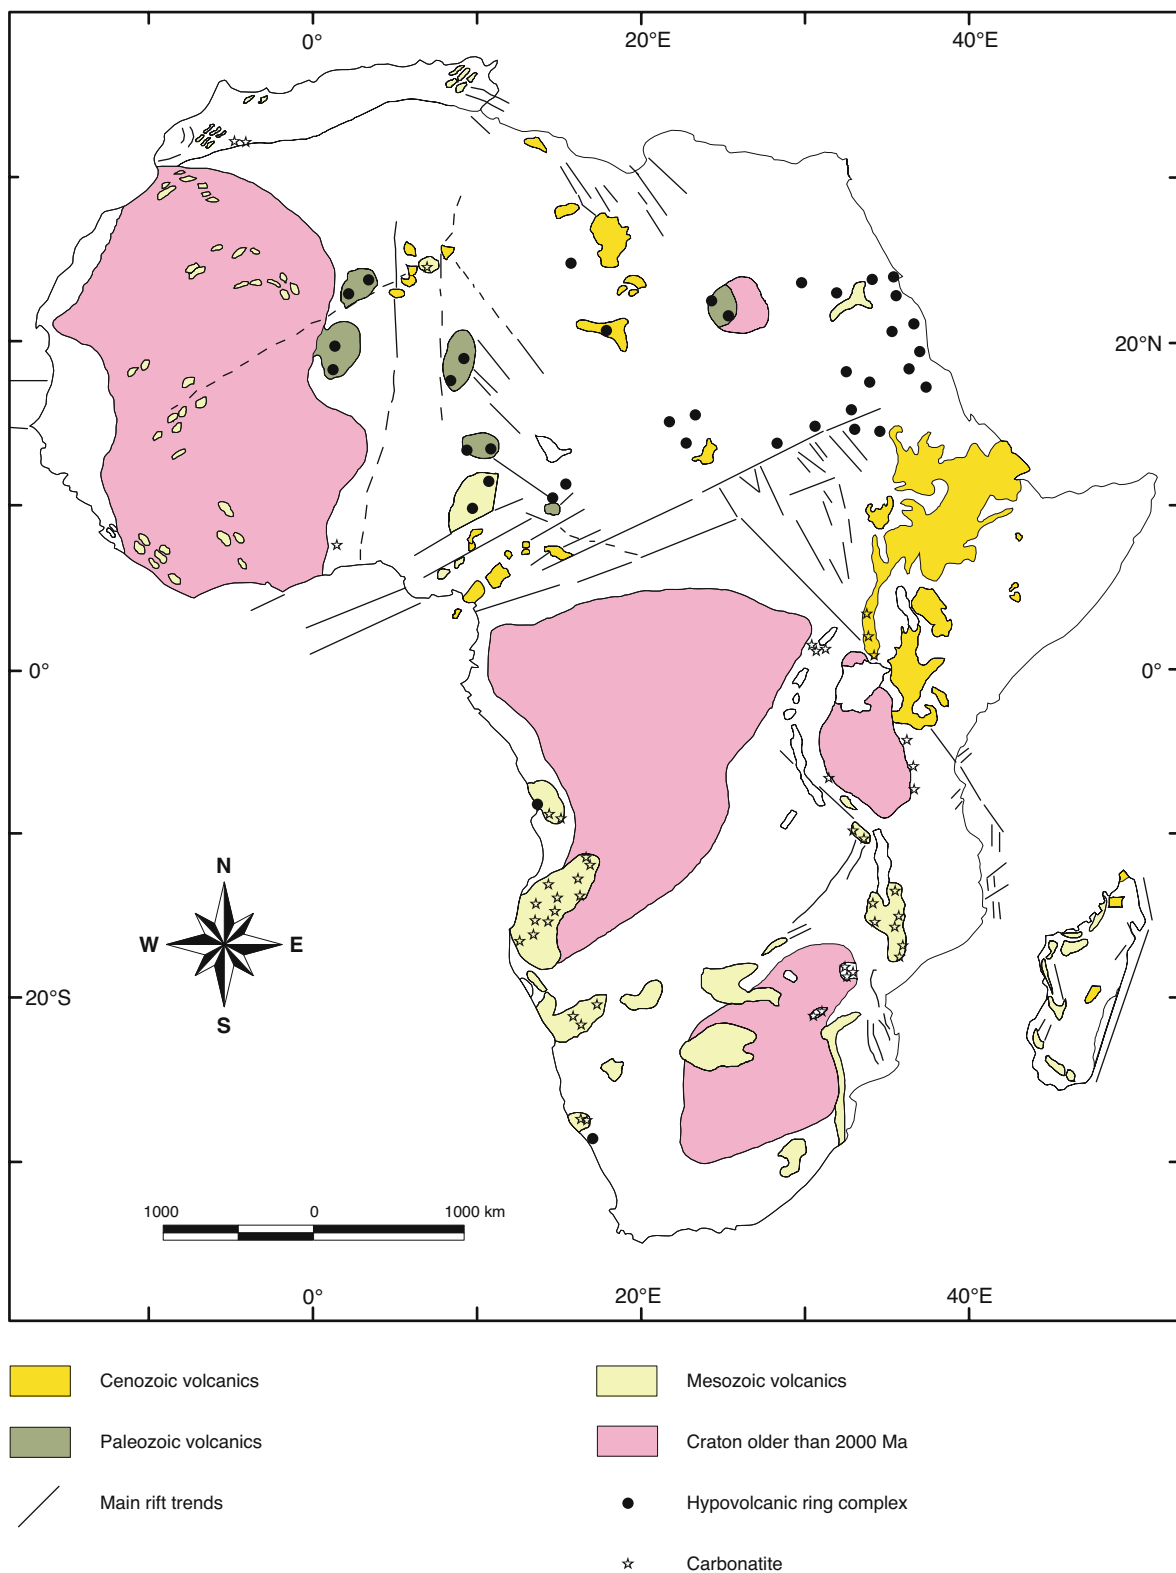 0° 20°E 40°E
20°N
0° 0°
N
W E
S
20°S
1000 0 1000 km
0° 20°E 40°E
Cenozoic volcanics Mesozoic volcanics
Paleozoic volcanics Craton older than 2000 Ma
Main rift trends Hypovolcanic ring complex
Carbonatite